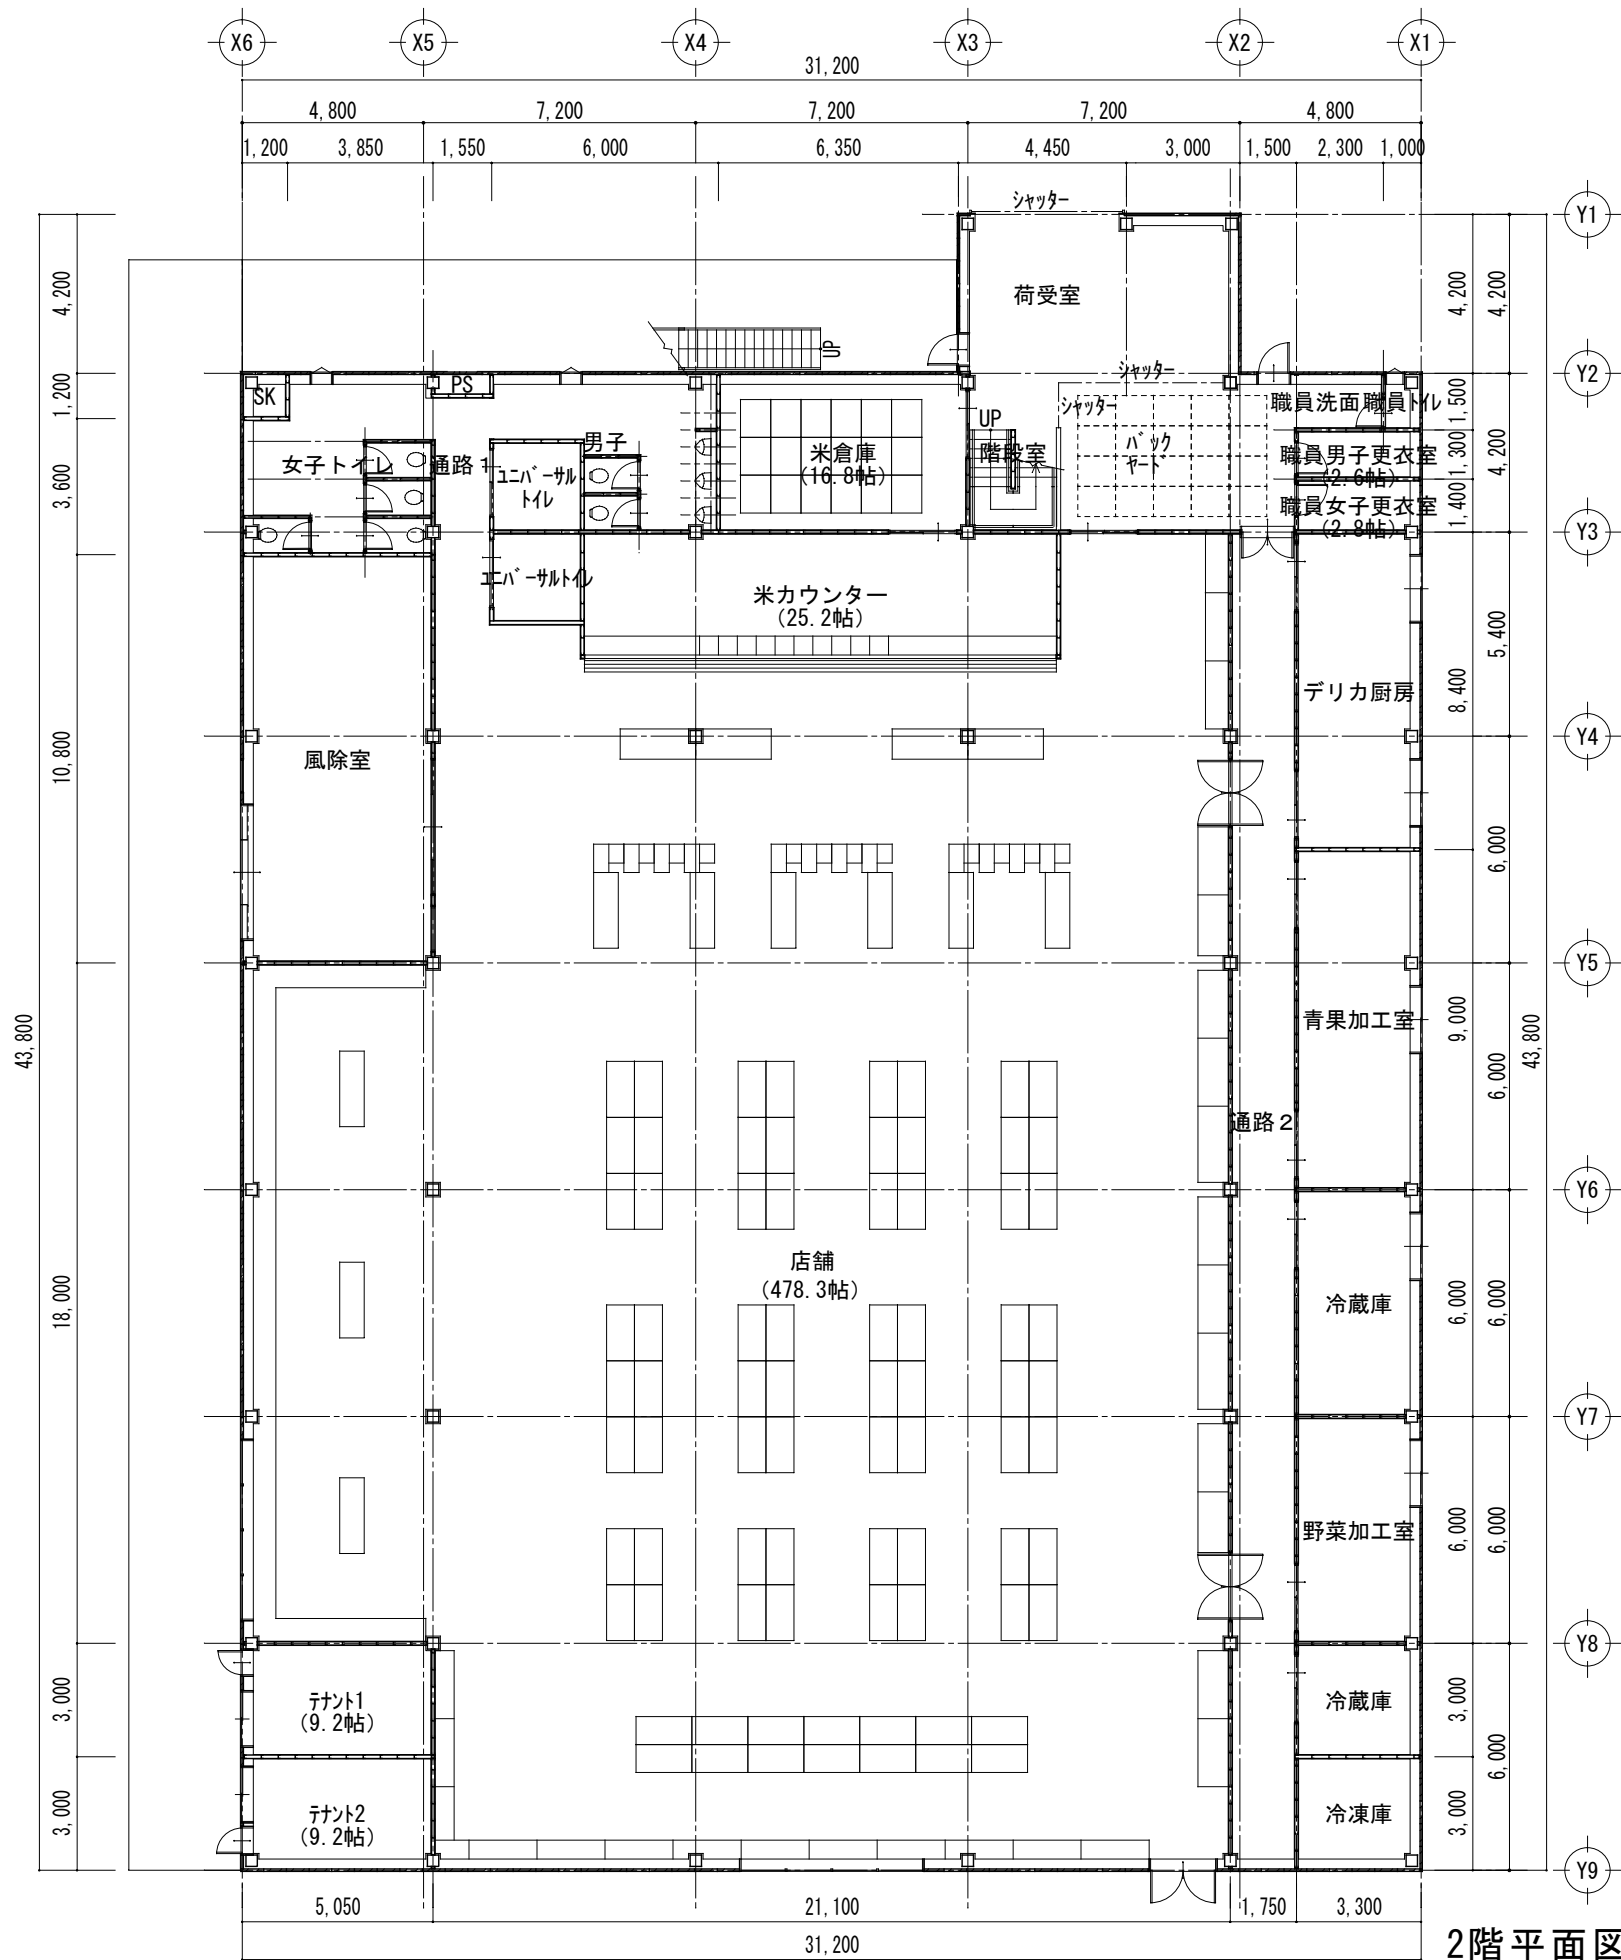 X6 X5 X4 X3 X2 X1
31,200
4,800 7,200 7,200 7,200 4,800
1,200 3,850 1,550 6,000 6,350 4,450 3,000 1,500 2,300 1,000
シャッター
Y1
荷受室
4,200 4,200 4,200
UP
シャッター
Y2
SK PS
シャッター
職員洗面 職員トイレ
1,200 1,500
UP
男子
バック
ヤード
女子トイレ 通路1
米倉庫
(16.8帖)
階段室
職員男子更衣室
(2.6帖)
1,300 4,200
ユニバーサル
トイレ
3,600
職員女子更衣室
(2.8帖)
1,400
Y3
ユニバーサルトイレ
米カウンター
(25.2帖)
5,400
デリカ厨房
8,400
Y4
風除室
10,800
6,000
Y5
青果加工室
9,000
43,800 43,800
6,000
通路2
Y6
店舗
(478.3帖)
18,000
冷蔵庫
6,000 6,000
Y7
野菜加工室
6,000 6,000
Y8
テナント1
(9.2帖)
3,000
冷蔵庫
3,000
6,000
テナント2
(9.2帖)
3,000
冷凍庫
3,000
Y9
5,050 21,100 1,750 3,300
31,200
2階平面図